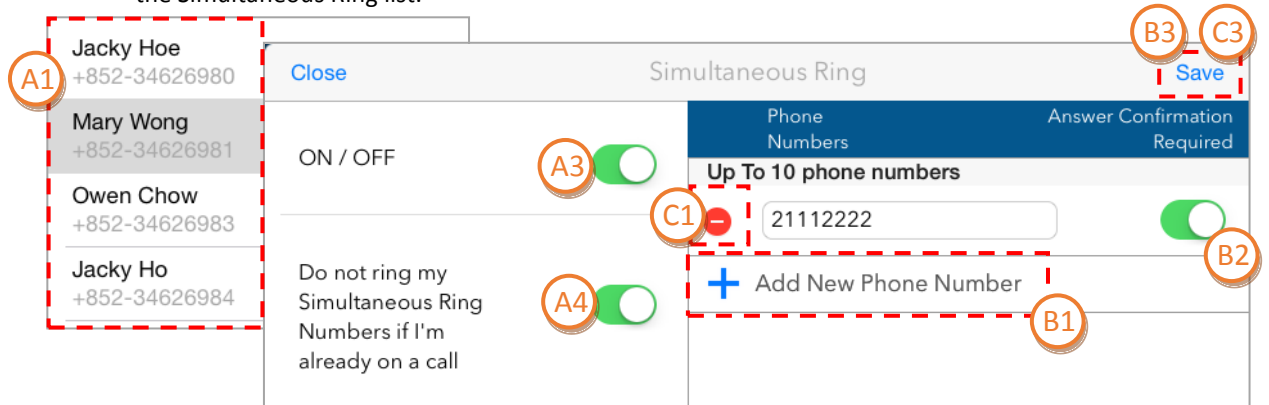 the Simultaneous Ring list.
B3 C3
A1
Jacky Hoe
+852-34626980
Mary Wong
+852-34626981
Owen Chow
+852-34626983
Jacky Ho
+852-34626984
Close
Simultaneous Ring
Save
ON / OFF
A3
Do not ring my
Simultaneous Ring
Numbers if I'm
already on a call
A4
Phone
Numbers
Answer Confirmation
Required
Up To 10 phone numbers
C1
21112222
B2
Add New Phone Number
B1